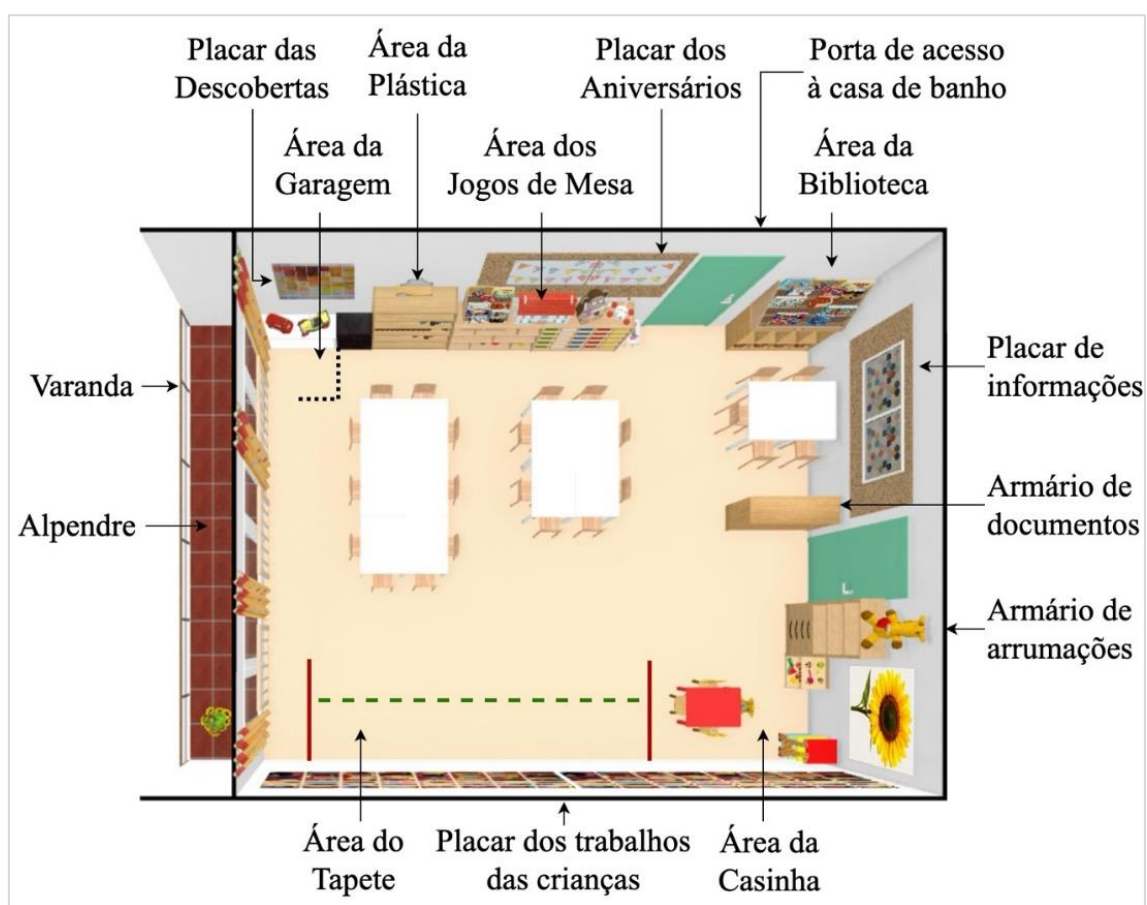 Placar das
Descobertas
Área da
Plástica
Placar dos
Aniversários
Porta de acesso
à casa de banho
Área da
Garagem
Área dos
Jogos de Mesa
Área da
Biblioteca
Varanda
Placar de
informações
Alpendre
Armário de
documentos
Armário de
arrumações
Área do
Tapete
Placar dos trabalhos
das crianças
Área da
Casinha